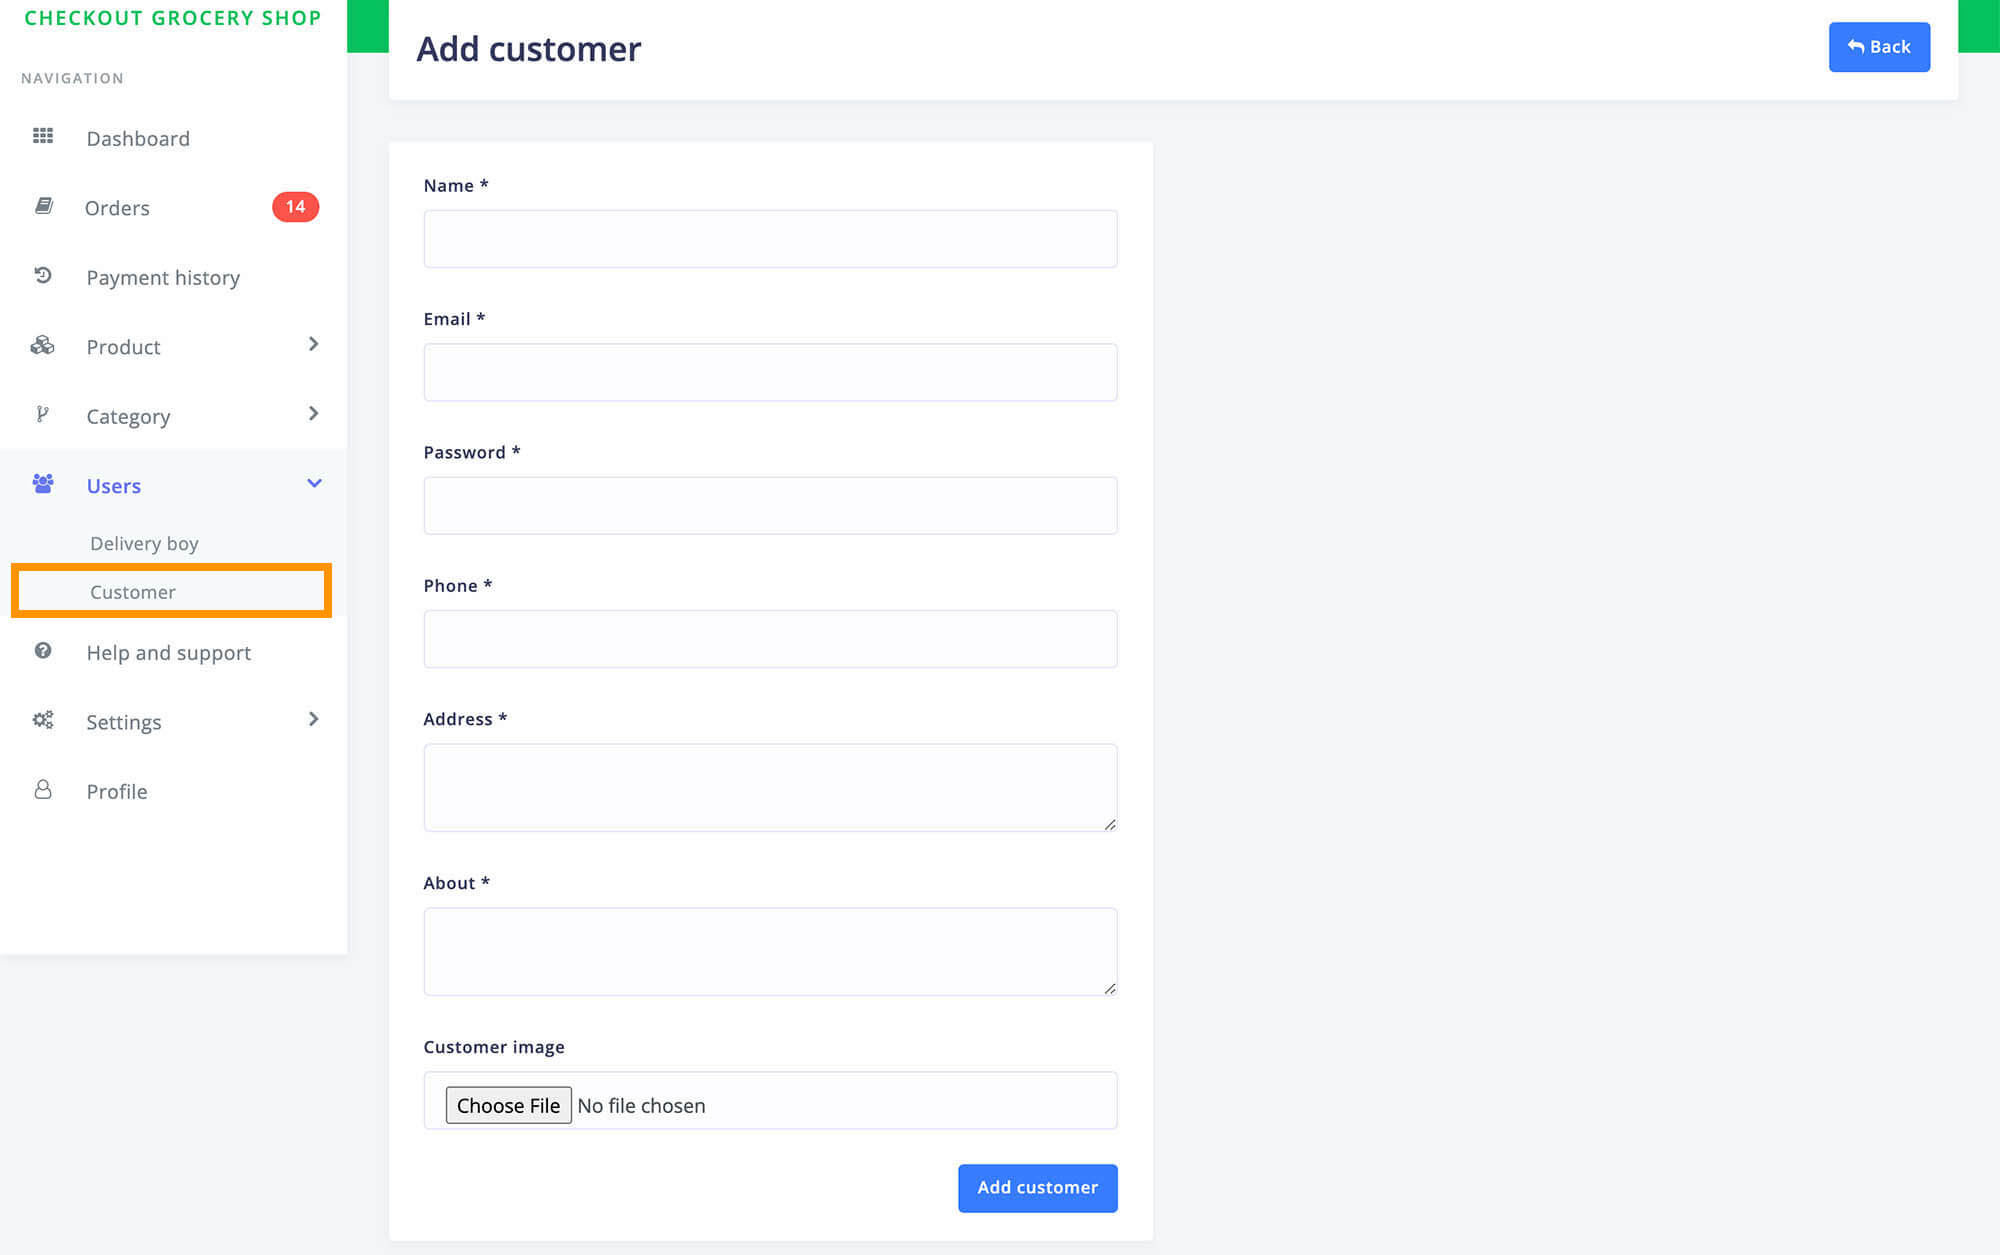 CHECKOUT GROCERY SHOP
NAVIGATION
Dashboard
Orders 14
Payment history
Product
Category
Users
Delivery boy
Customer
Help and support
Settings
Profile
Add customer
Back
Name *
Email *
Password *
Phone *
Address *
About *
Customer image
Choose File No file chosen
Add customer